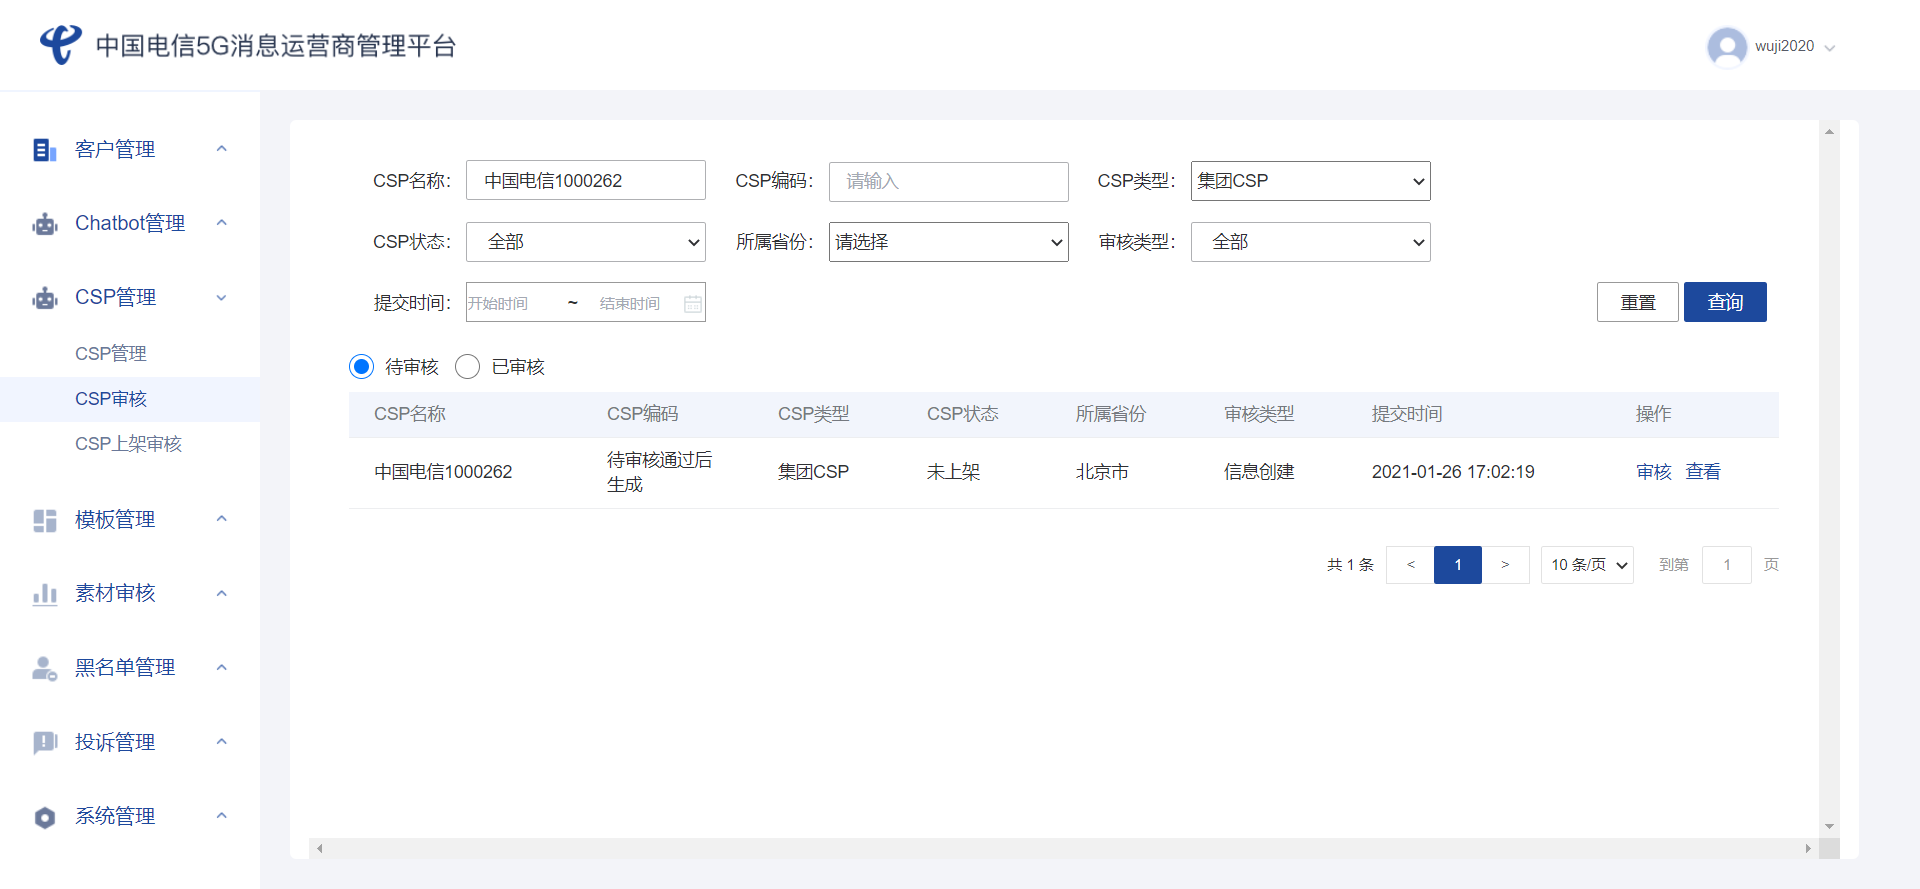 中国电信5G消息运营商管理平台
wuji2020
客户管理
Chatbot管理
CSP管理
CSP管理
CSP审核
CSP上架审核
模板管理
素材审核
黑名单管理
投诉管理
系统管理
CSP名称: 中国电信1000262 CSP编码: 请输入 CSP类型: 集团CSP
CSP状态: 全部 所属省份: 请选择 审核类型: 全部
提交时间: 开始时间 ~ 结束时间 重置 查询
待审核 已审核
CSP名称 CSP编码 CSP类型 CSP状态 所属省份 审核类型 提交时间 操作
中国电信1000262 待审核通过后生成 集团CSP 未上架 北京市 信息创建 2021-01-26 17:02:19 审核 查看
共 1 条 < 1 > 10 条/页 到第 1 页